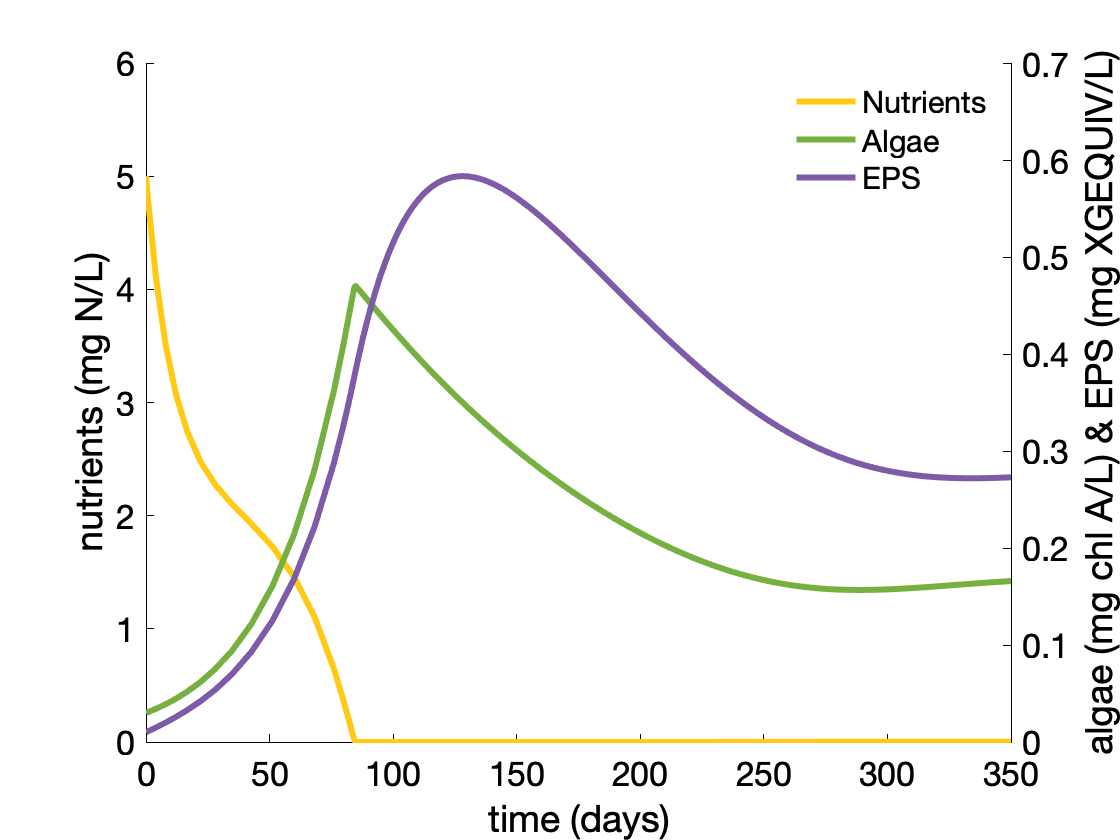 6
5
4
3
2
1
0
nutrients (mg N/L)
0.7
0.6
0.5
0.4
0.3
0.2
0.1
0
algae (mg chl A/L) & EPS (mg XGEQUIV/L)
Nutrients
Algae
EPS
0 50 100 150 200 250 300 350
time (days)